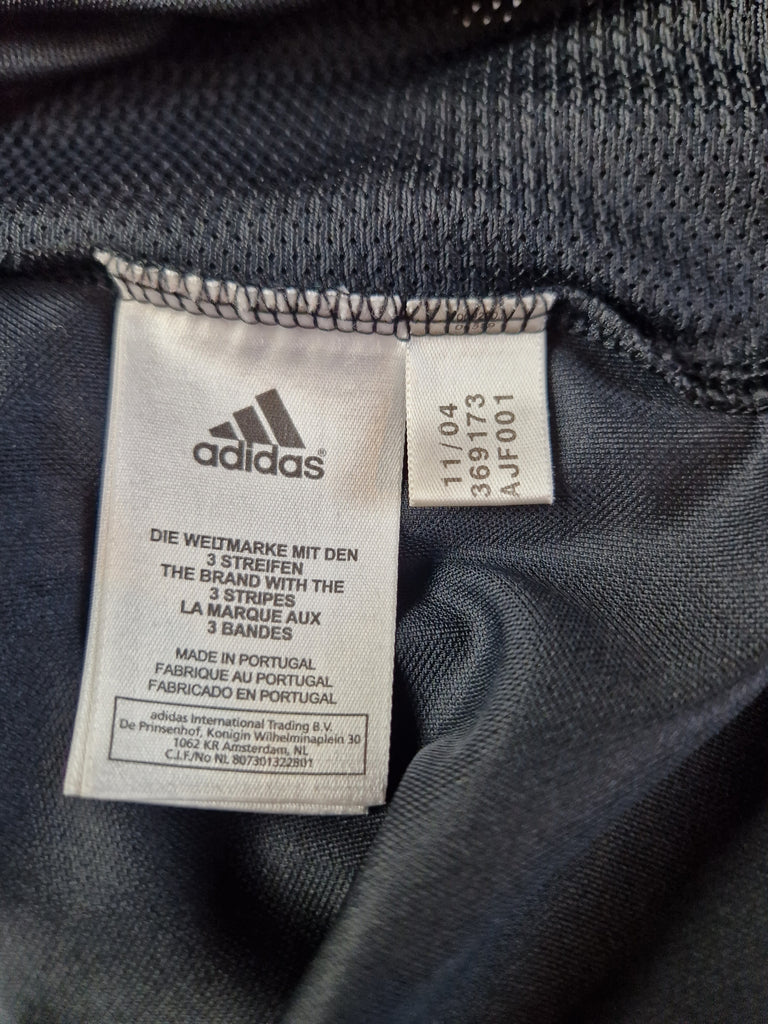 adidas®
DIE WELTMARKE MIT DEN
3 STREIFEN
THE BRAND WITH THE
3 STRIPES
LA MARQUE AUX
3 BANDES
MADE IN PORTUGAL
FABRIQUE AU PORTUGAL
FABRICADO EN PORTUGAL
adidas International Trading B.V.
De Prinsenhof, Konigin Wilhelminaplein 30
1062 KR Amsterdam, NL
C.I.F./No NL 807301322B01
11/04
369173
AJF001